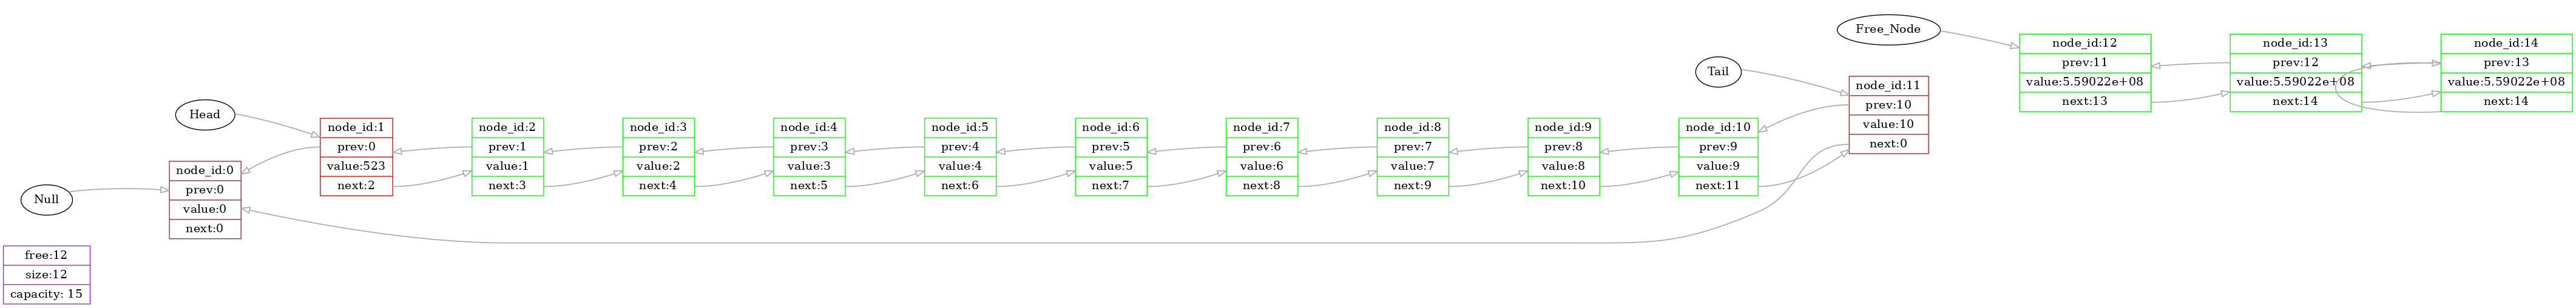 Null
free:12
size:12
capacity: 15
node_id:0
prev:0
value:0
next:0
Head
node_id:1
prev:0
value:523
next:2
node_id:2
prev:1
value:1
next:3
node_id:3
prev:2
value:2
next:4
node_id:4
prev:3
value:3
next:5
node_id:5
prev:4
value:4
next:6
node_id:6
prev:5
value:5
next:7
node_id:7
prev:6
value:6
next:8
node_id:8
prev:7
value:7
next:9
node_id:9
prev:8
value:8
next:10
node_id:10
prev:9
value:9
next:11
Tail
node_id:11
prev:10
value:10
next:0
Free_Node
node_id:12
prev:11
value:5.59022e+08
next:13
node_id:13
prev:12
value:5.59022e+08
next:14
node_id:14
prev:13
value:5.59022e+08
next:14